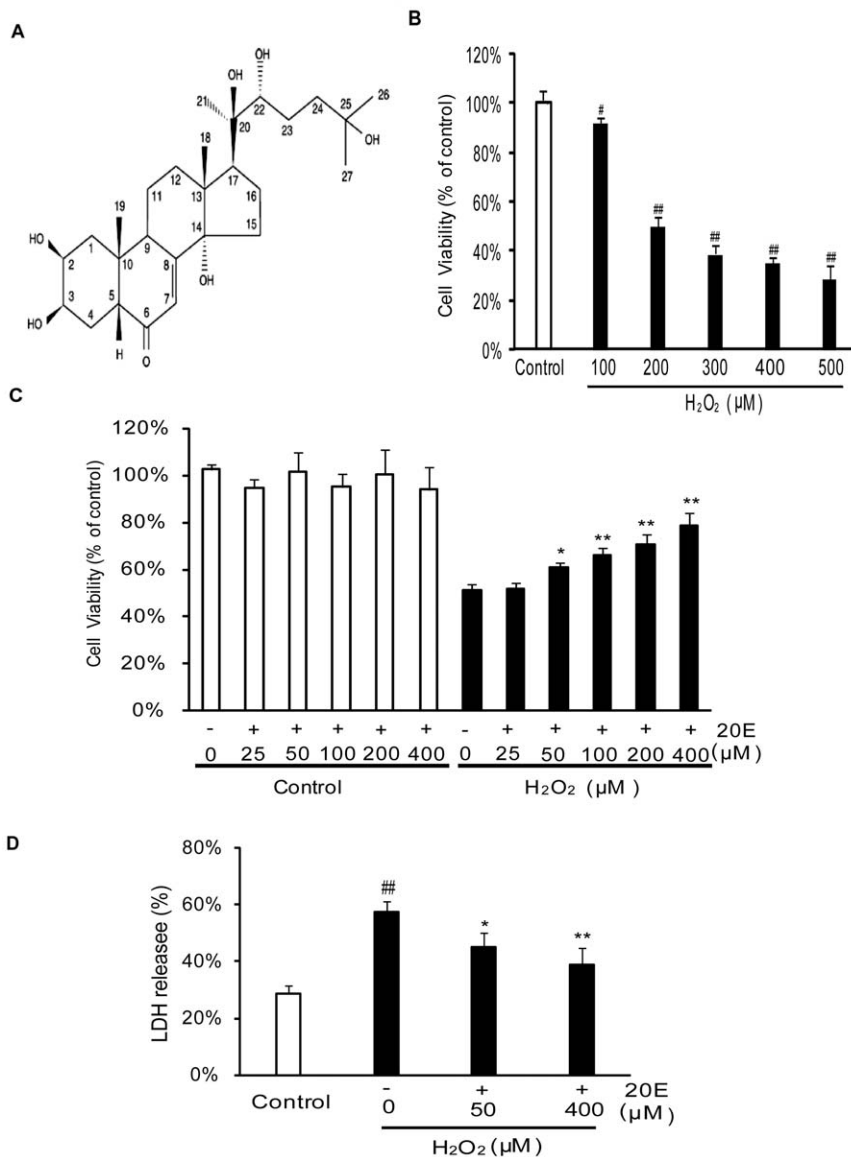 A
OH
OH
21
22
24
25
26
20
23
OH
27
18
12
17
11
13
16
19
14
15
1
9
HO
2
10
8
OH
3
5
7
HO
4
6
H
O
B
Cell Viability (% of control)
120%
100%
80%
60%
40%
20%
0%
#
##
##
##
##
Control 100 200 300 400 500
H₂O₂ (μM)
C
Cell Viability (% of control)
120%
100%
80%
60%
40%
20%
0%
* ** ** **
- + + + + + - + + + + + 20E
0 25 50 100 200 400 0 25 50 100 200 400 (μM)
Control H₂O₂ (μM )
D
LDH releasee (%)
80%
60%
40%
20%
0%
##
*
**
- + + 20E
Control 0 50 400 (μM)
H₂O₂ (μM)